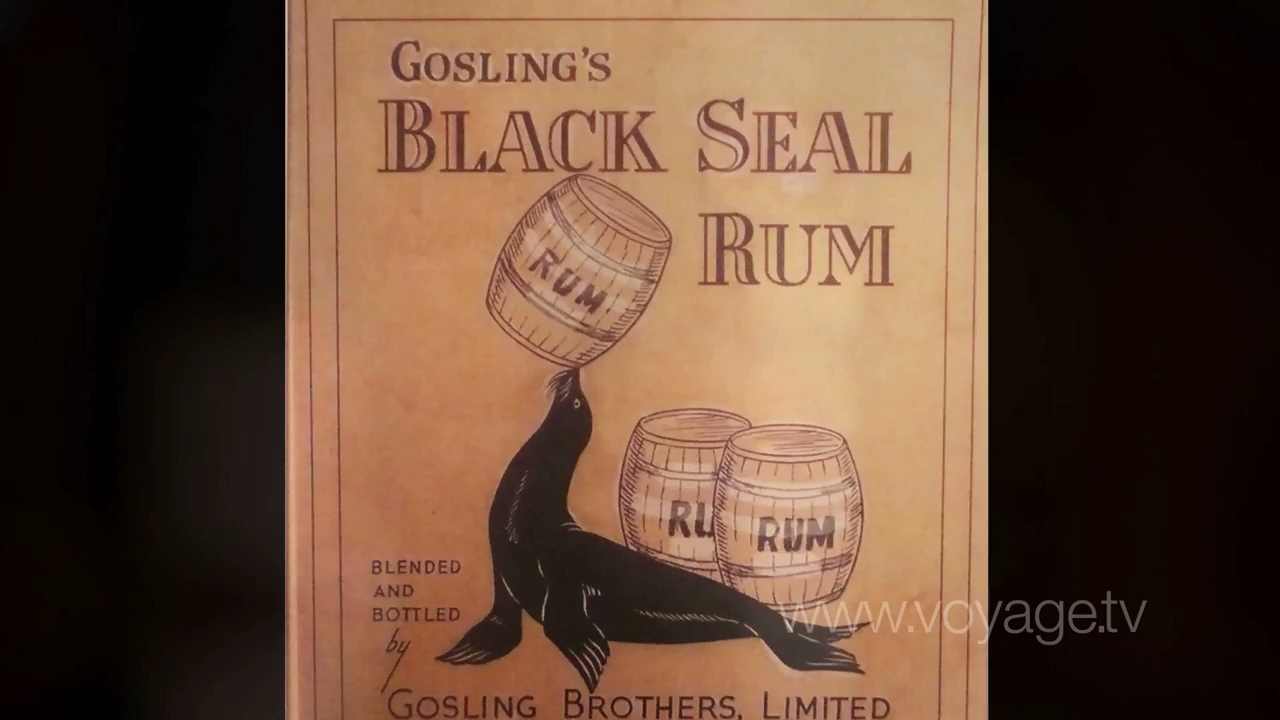 GOSLING'S
BLACK SEAL
RUM
RUM
RU
RUM
BLENDED
AND
BOTTLED
by
GOSLING BROTHERS, LIMITED
www.voyage.tv